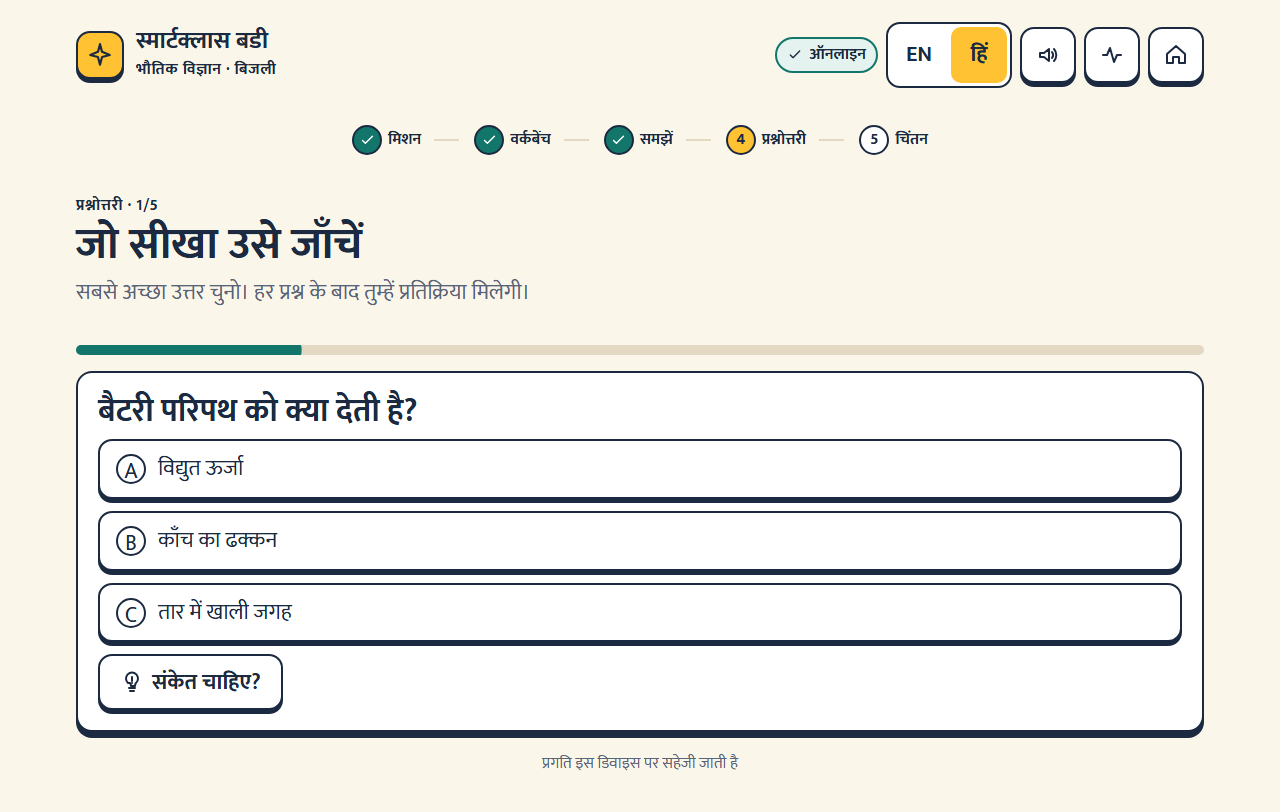 स्मार्टक्लास बडी
भौतिक विज्ञान · बिजली
ऑनलाइन
EN
हिं
मिशन
वर्कबेंच
समझें
4 प्रश्नोत्तरी
5 चिंतन
प्रश्नोत्तरी · 1/5
जो सीखा उसे जाँचें
सबसे अच्छा उत्तर चुनो। हर प्रश्न के बाद तुम्हें प्रतिक्रिया मिलेगी।
बैटरी परिपथ को क्या देती है?
A विद्युत ऊर्जा
B काँच का ढक्कन
C तार में खाली जगह
संकेत चाहिए?
प्रगति इस डिवाइस पर सहेजी जाती है